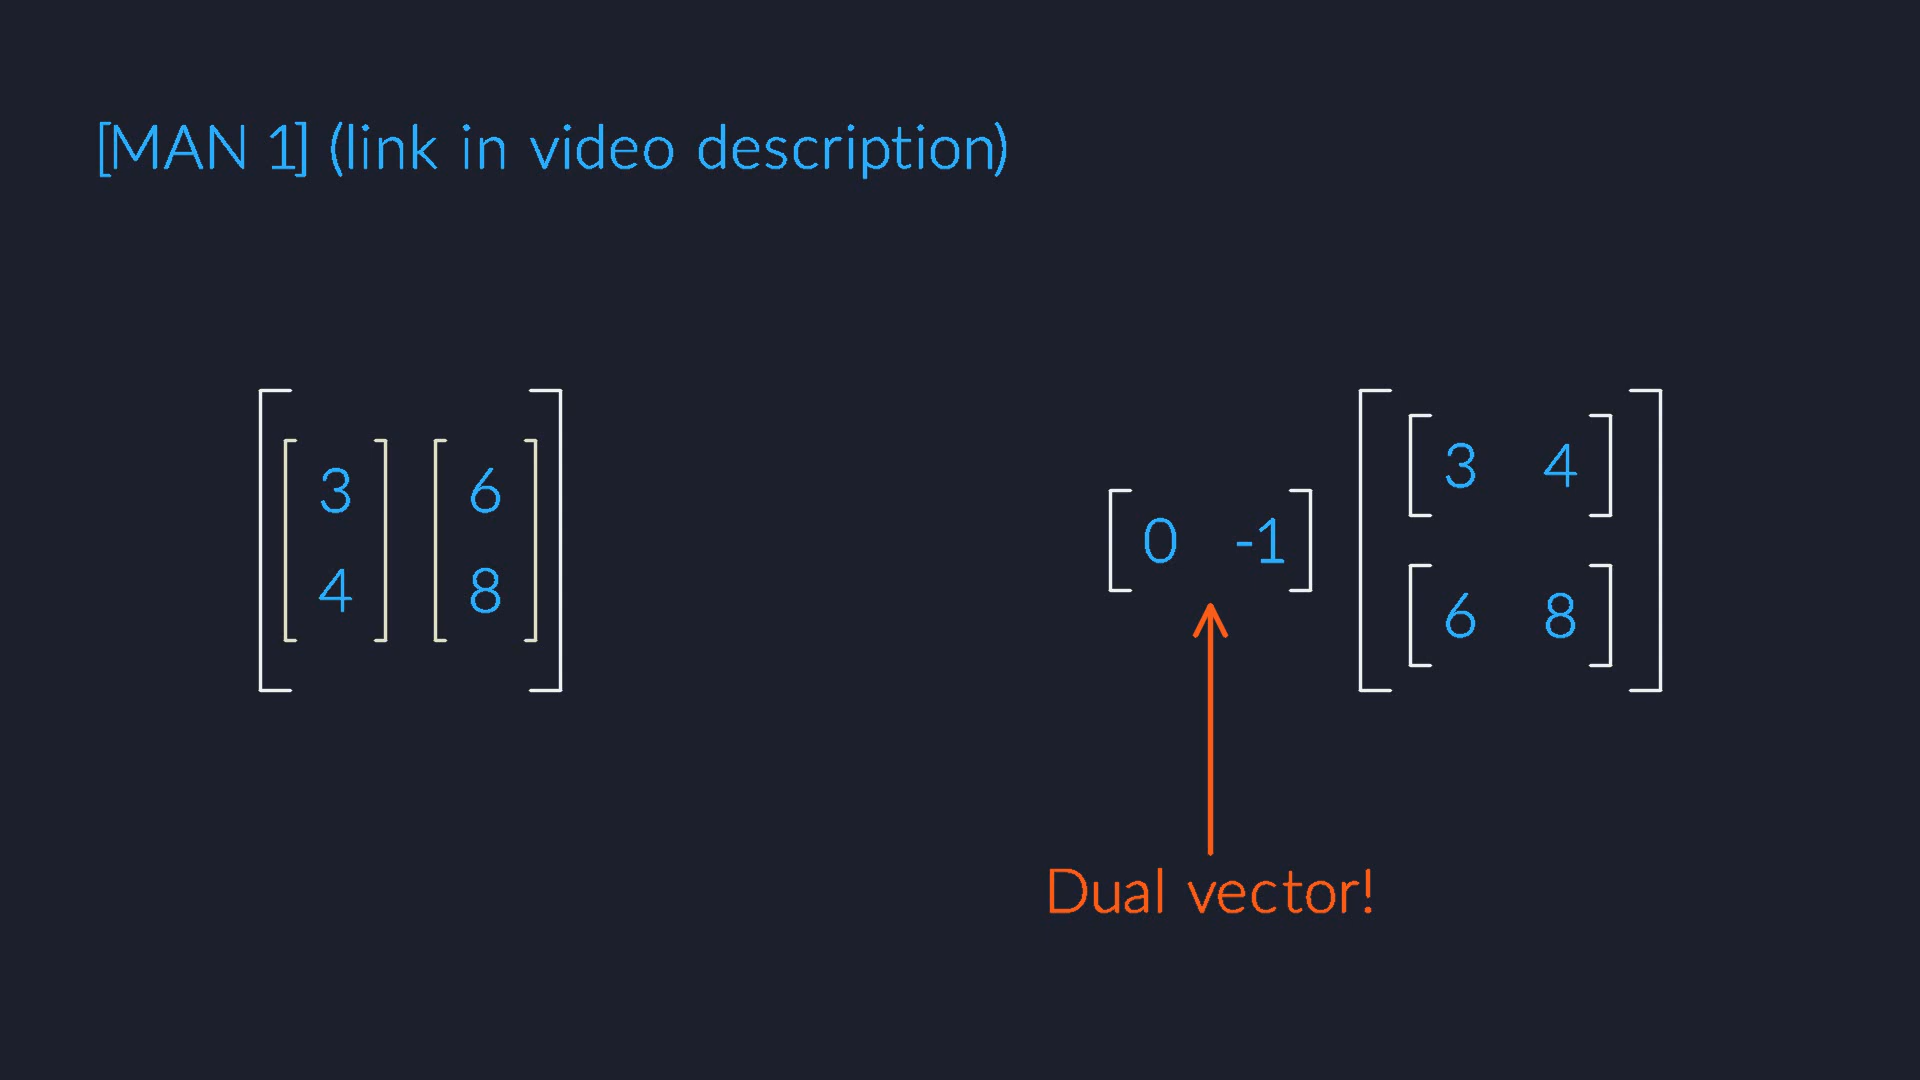 [MAN 1] (link in video description)
3 6
4 8
0 -1
3 4
6 8
Dual vector!